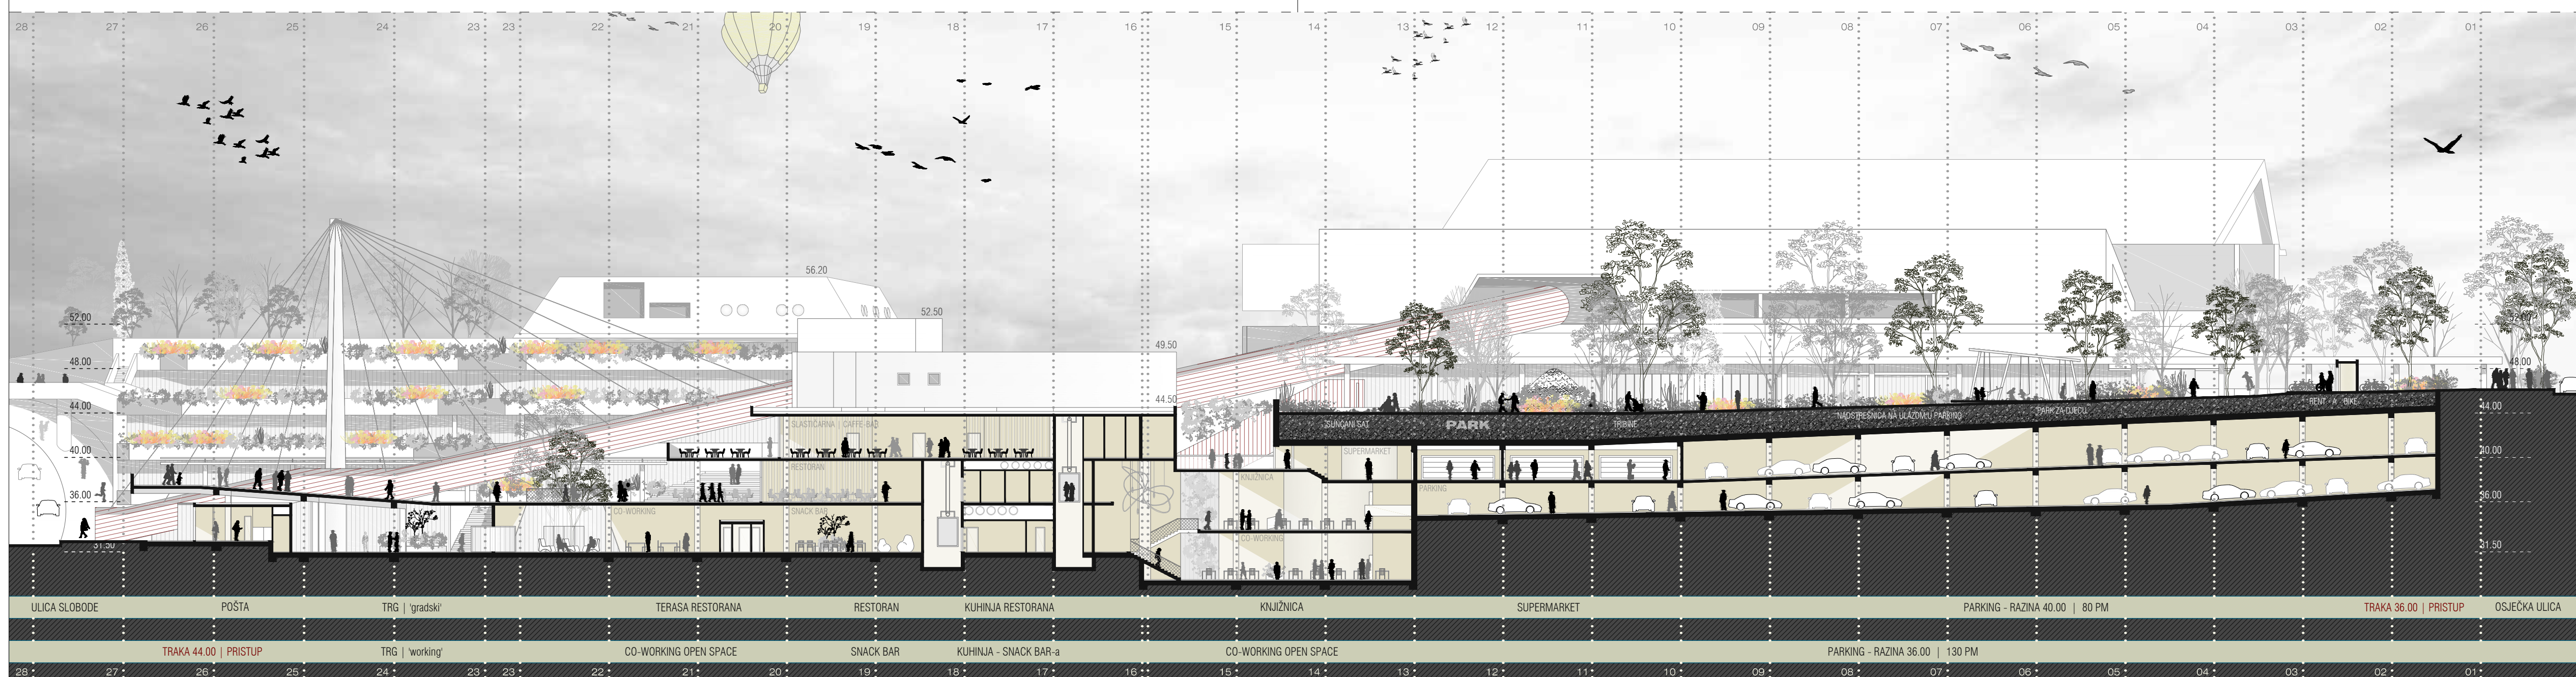 28 27 26 25 24 23 23 22 21 20 19 18 17 16 15 14 13 12 11 10 09 08 07 06 05 04 03 02 01
56.20
52.50
52.00
49.50
48.00
48.00
44.50
44.00
44.00
40.00
40.00
36.00
36.00
31.50
31.50
SLASTIČARNA | CAFFE-BAR
RESTORAN
CO-WORKING
SNACK BAR
SUNČANI SAT
PARK
TRIBINE
NADSTREŠNICA NA ULAZOM U PARKING
PARK ZA DJECU
RENT - A - BIKE
SUPERMARKET
KNJIŽNICA
CO-WORKING
PARKING
ULICA SLOBODE POŠTA TRG | 'gradski' TERASA RESTORANA RESTORAN KUHINJA RESTORANA KNJIŽNICA SUPERMARKET PARKING - RAZINA 40.00 | 80 PM TRAKA 36.00 | PRISTUP OSJEČKA ULICA
TRAKA 44.00 | PRISTUP TRG | 'working' CO-WORKING OPEN SPACE SNACK BAR KUHINJA - SNACK BAR-a CO-WORKING OPEN SPACE PARKING - RAZINA 36.00 | 130 PM
28 27 26 25 24 23 23 22 21 20 19 18 17 16 15 14 13 12 11 10 09 08 07 06 05 04 03 02 01